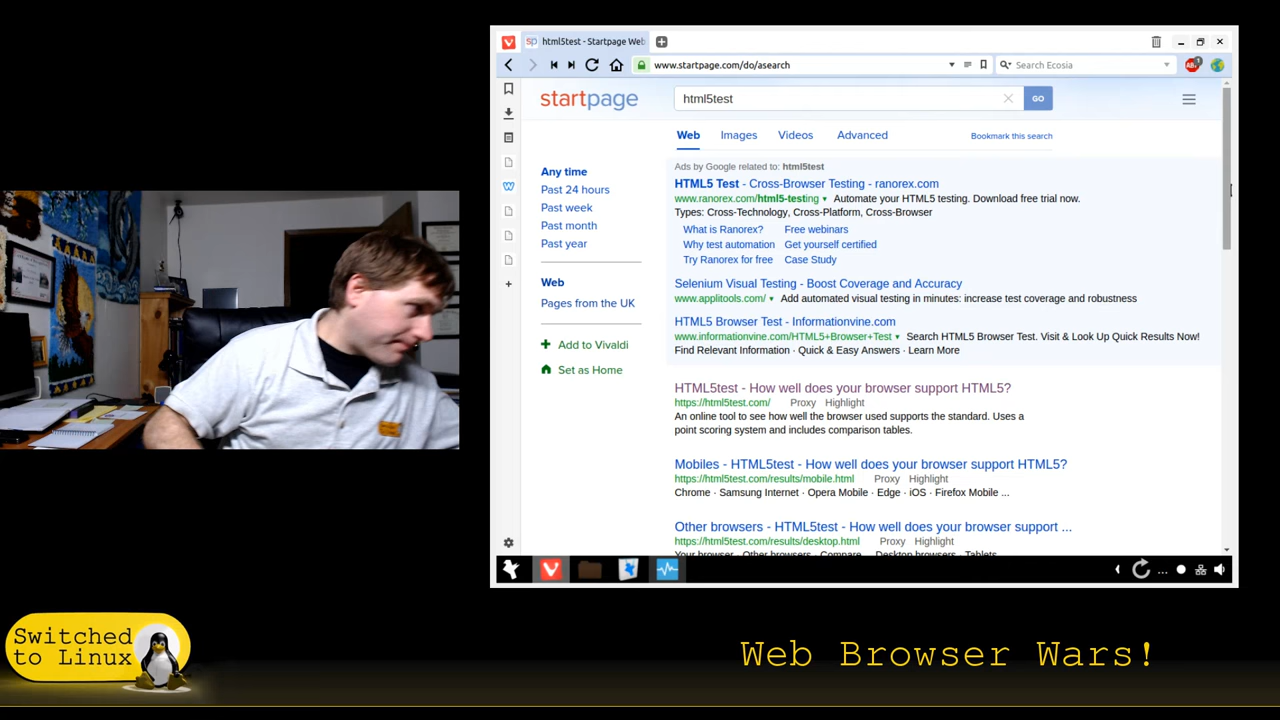 html5test - Startpage Web
www.startpage.com/do/asearch
Search Ecosia
ABP
1
startpage
html5test
GO
Web Images Videos Advanced
Bookmark this search
Any time
Past 24 hours
Past week
Past month
Past year
Web
Pages from the UK
Add to Vivaldi
Set as Home
Ads by Google related to: html5test
HTML5 Test - Cross-Browser Testing - ranorex.com
www.ranorex.com/html5-testing Automate your HTML5 testing. Download free trial now.
Types: Cross-Technology, Cross-Platform, Cross-Browser
What is Ranorex? Free webinars
Why test automation Get yourself certified
Try Ranorex for free Case Study
Selenium Visual Testing - Boost Coverage and Accuracy
www.applitools.com/ Add automated visual testing in minutes: increase test coverage and robustness
HTML5 Browser Test - Informationvine.com
www.informationvine.com/HTML5+Browser+Test Search HTML5 Browser Test. Visit & Look Up Quick Results Now!
Find Relevant Information · Quick & Easy Answers · Learn More
HTML5test - How well does your browser support HTML5?
https://html5test.com/ Proxy Highlight
An online tool to see how well the browser used supports the standard. Uses a
point scoring system and includes comparison tables.
Mobiles - HTML5test - How well does your browser support HTML5?
https://html5test.com/results/mobile.html Proxy Highlight
Chrome · Samsung Internet · Opera Mobile · Edge · iOS · Firefox Mobile ...
Other browsers - HTML5test - How well does your browser support ...
https://html5test.com/results/desktop.html Proxy Highlight
Your browser · Other browsers · Compare Desktop browsers · Tablets
Switched
to Linux
Web Browser Wars!